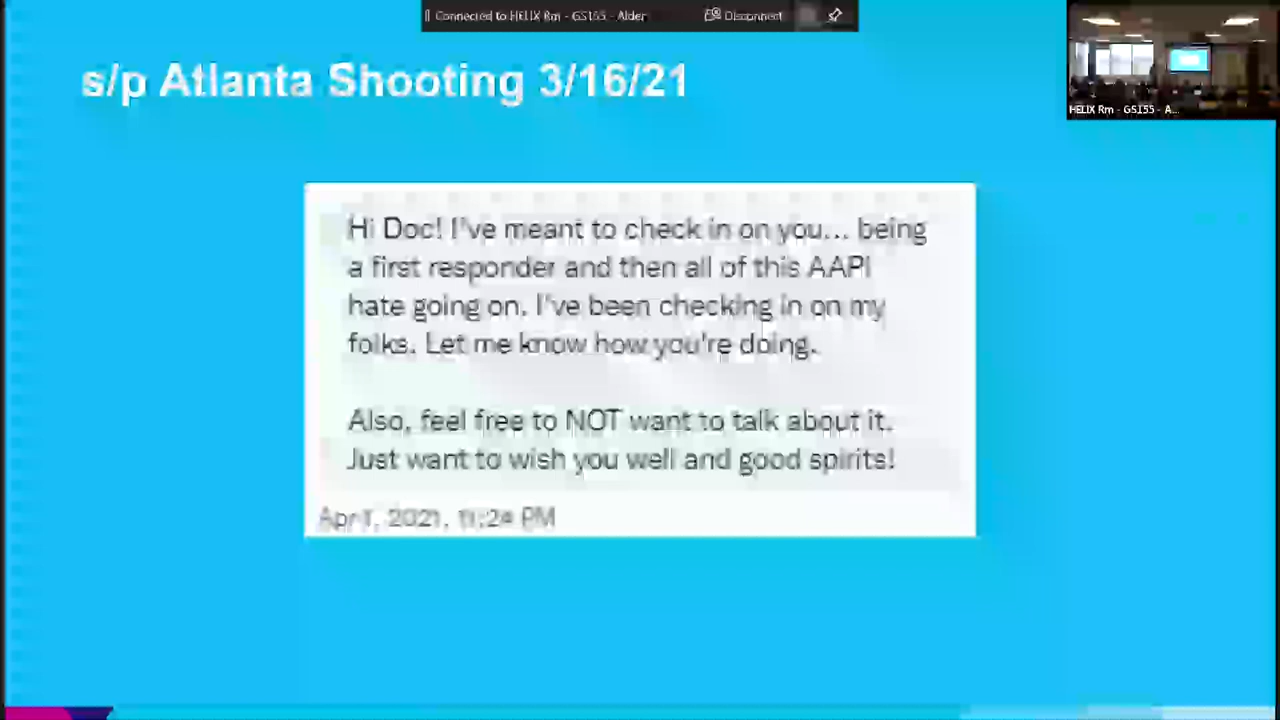 Connected to HELIX Rm - GS155 - Alder
Disconnect
s/p Atlanta Shooting 3/16/21
HELIX Rm - GS155 - A...
Hi Doc! I've meant to check in on you... being
a first responder and then all of this AAPI
hate going on. I've been checking in on my
folks. Let me know how you're doing.
Also, feel free to NOT want to talk about it.
Just want to wish you well and good spirits!
Apr 1, 2021, 11:24 PM